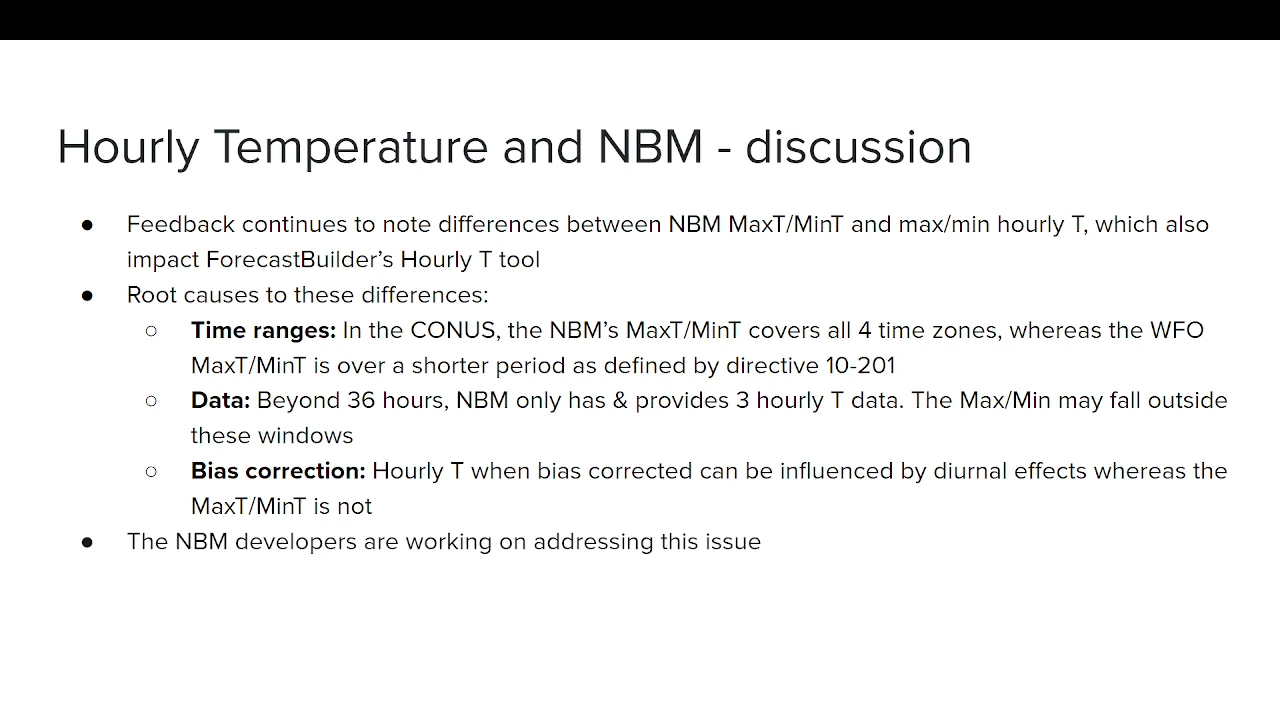 Hourly Temperature and NBM - discussion
● Feedback continues to note differences between NBM MaxT/MinT and max/min hourly T, which also
impact ForecastBuilder’s Hourly T tool
● Root causes to these differences:
○ Time ranges: In the CONUS, the NBM’s MaxT/MinT covers all 4 time zones, whereas the WFO
MaxT/MinT is over a shorter period as defined by directive 10-201
○ Data: Beyond 36 hours, NBM only has & provides 3 hourly T data. The Max/Min may fall outside
these windows
○ Bias correction: Hourly T when bias corrected can be influenced by diurnal effects whereas the
MaxT/MinT is not
● The NBM developers are working on addressing this issue